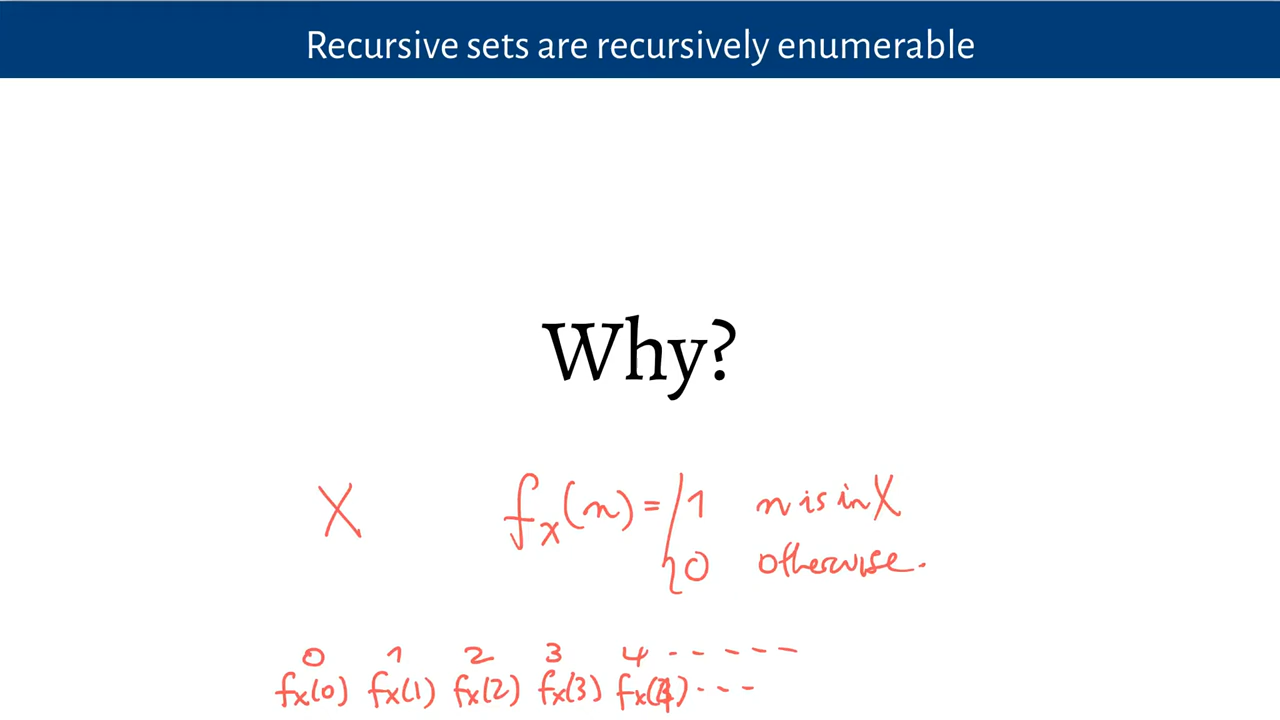 Recursive sets are recursively enumerable
Why?
X fx(n) = { 1 n is in X
0 otherwise.
0 1 2 3 4 - - - - - -
fx(0) fx(1) fx(2) fx(3) fx(4) - - -